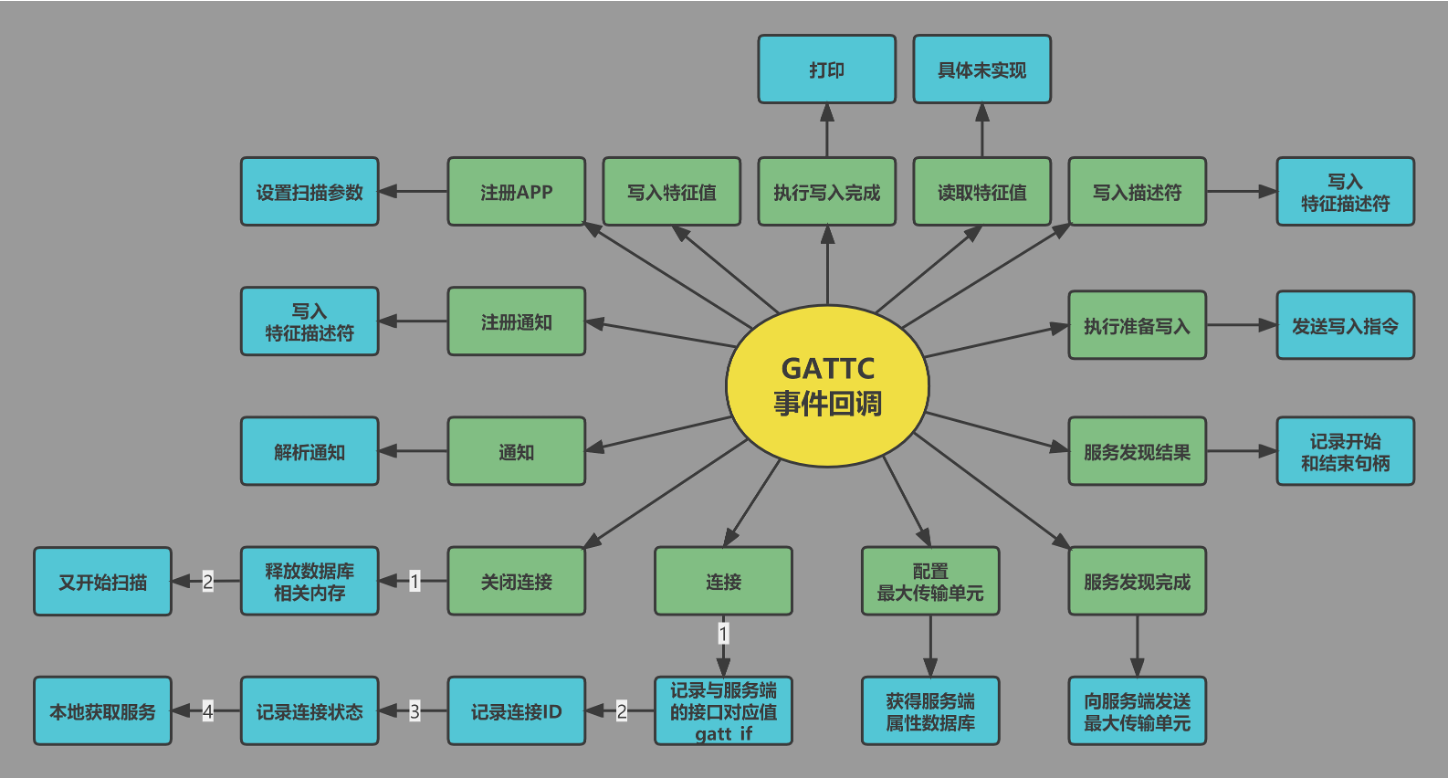 打印
具体未实现
设置扫描参数
注册APP
写入特征值
执行写入完成
读取特征值
写入描述符
写入
特征描述符
写入
特征描述符
注册通知
执行准备写入
发送写入指令
GATTC
事件回调
解析通知
通知
服务发现结果
记录开始
和结束句柄
又开始扫描
2
释放数据库
相关内存
1
关闭连接
连接
配置
最大传输单元
服务发现完成
1
本地获取服务
4
记录连接状态
3
记录连接ID
2
记录与服务端
的接口对应值
gatt if
获得服务端
属性数据库
向服务端发送
最大传输单元